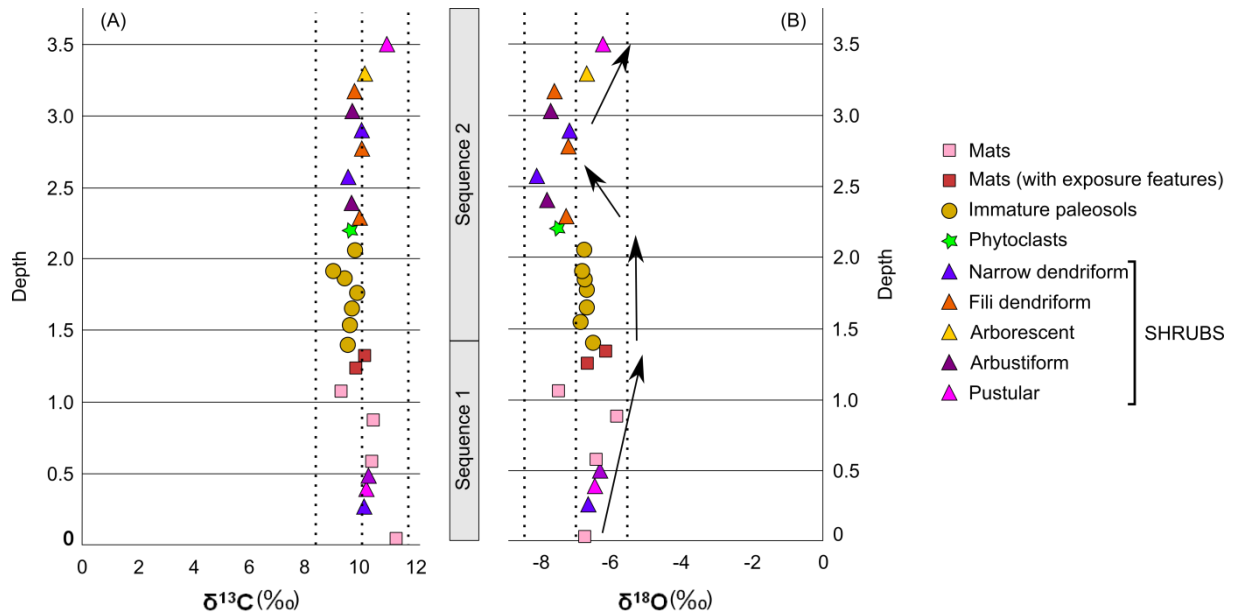 (A)
(B)
3.5
3.0
2.5
2.0
1.5
1.0
0.5
0
Depth
0
2
4
6
8
10
12
δ¹³C(‰)
Sequence 2
Sequence 1
3.5
3.0
2.5
2.0
1.5
1.0
0.5
0
Depth
-8
-6
-4
-2
0
δ¹⁸O(‰)
Mats
Mats (with exposure features)
Immature paleosols
Phytoclasts
Narrow dendriform
Fili dendriform
Arborescent
Arbustiform
Pustular
SHRUBS